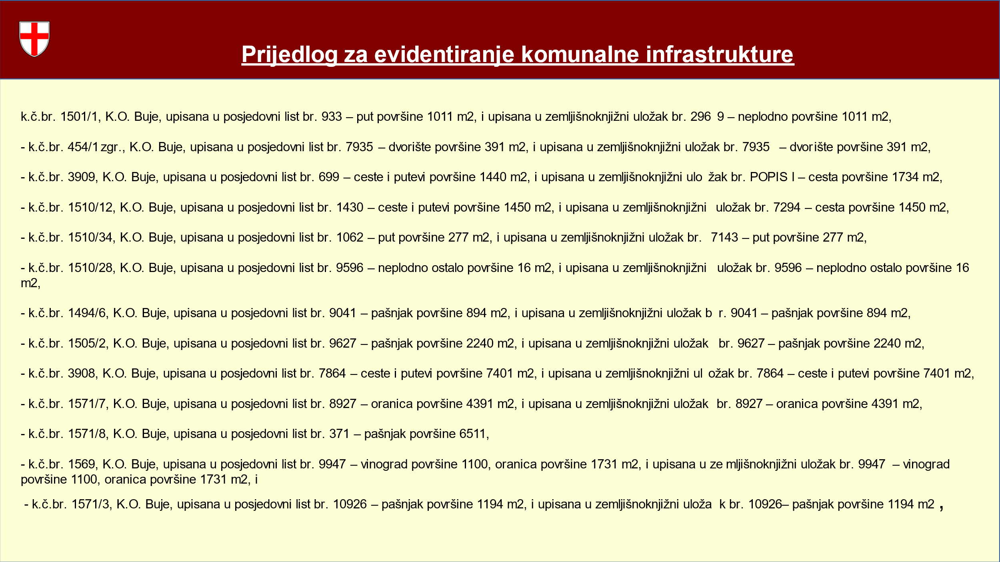 Prijedlog za evidentiranje komunalne infrastrukture
k.č.br. 1501/1, K.O. Buje, upisana u posjedovni list br. 933 – put površine 1011 m2, i upisana u zemljišnoknjižni uložak br. 296 9 – neplodno površine 1011 m2,
- k.č.br. 454/1 zgr., K.O. Buje, upisana u posjedovni list br. 7935 – dvorište površine 391 m2, i upisana u zemljišnoknjižni uložak br. 7935 – dvorište površine 391 m2,
- k.č.br. 3909, K.O. Buje, upisana u posjedovni list br. 699 – ceste i putevi površine 1440 m2, i upisana u zemljišnoknjižni ulo žak br. POPIS I – cesta površine 1734 m2,
- k.č.br. 1510/12, K.O. Buje, upisana u posjedovni list br. 1430 – ceste i putevi površine 1450 m2, i upisana u zemljišnoknjižni uložak br. 7294 – cesta površine 1450 m2,
- k.č.br. 1510/34, K.O. Buje, upisana u posjedovni list br. 1062 – put površine 277 m2, i upisana u zemljišnoknjižni uložak br. 7143 – put površine 277 m2,
- k.č.br. 1510/28, K.O. Buje, upisana u posjedovni list br. 9596 – neplodno ostalo površine 16 m2, i upisana u zemljišnoknjižni uložak br. 9596 – neplodno ostalo površine 16
m2,
- k.č.br. 1494/6, K.O. Buje, upisana u posjedovni list br. 9041 – pašnjak površine 894 m2, i upisana u zemljišnoknjižni uložak b r. 9041 – pašnjak površine 894 m2,
- k.č.br. 1505/2, K.O. Buje, upisana u posjedovni list br. 9627 – pašnjak površine 2240 m2, i upisana u zemljišnoknjižni uložak br. 9627 – pašnjak površine 2240 m2,
- k.č.br. 3908, K.O. Buje, upisana u posjedovni list br. 7864 – ceste i putevi površine 7401 m2, i upisana u zemljišnoknjižni ul ožak br. 7864 – ceste i putevi površine 7401 m2,
- k.č.br. 1571/7, K.O. Buje, upisana u posjedovni list br. 8927 – oranica površine 4391 m2, i upisana u zemljišnoknjižni uložak br. 8927 – oranica površine 4391 m2,
- k.č.br. 1571/8, K.O. Buje, upisana u posjedovni list br. 371 – pašnjak površine 6511,
- k.č.br. 1569, K.O. Buje, upisana u posjedovni list br. 9947 – vinograd površine 1100, oranica površine 1731 m2, i upisana u ze mljišnoknjižni uložak br. 9947 – vinograd
površine 1100, oranica površine 1731 m2, i
- k.č.br. 1571/3, K.O. Buje, upisana u posjedovni list br. 10926 – pašnjak površine 1194 m2, i upisana u zemljišnoknjižni uloža k br. 10926– pašnjak površine 1194 m2 ,